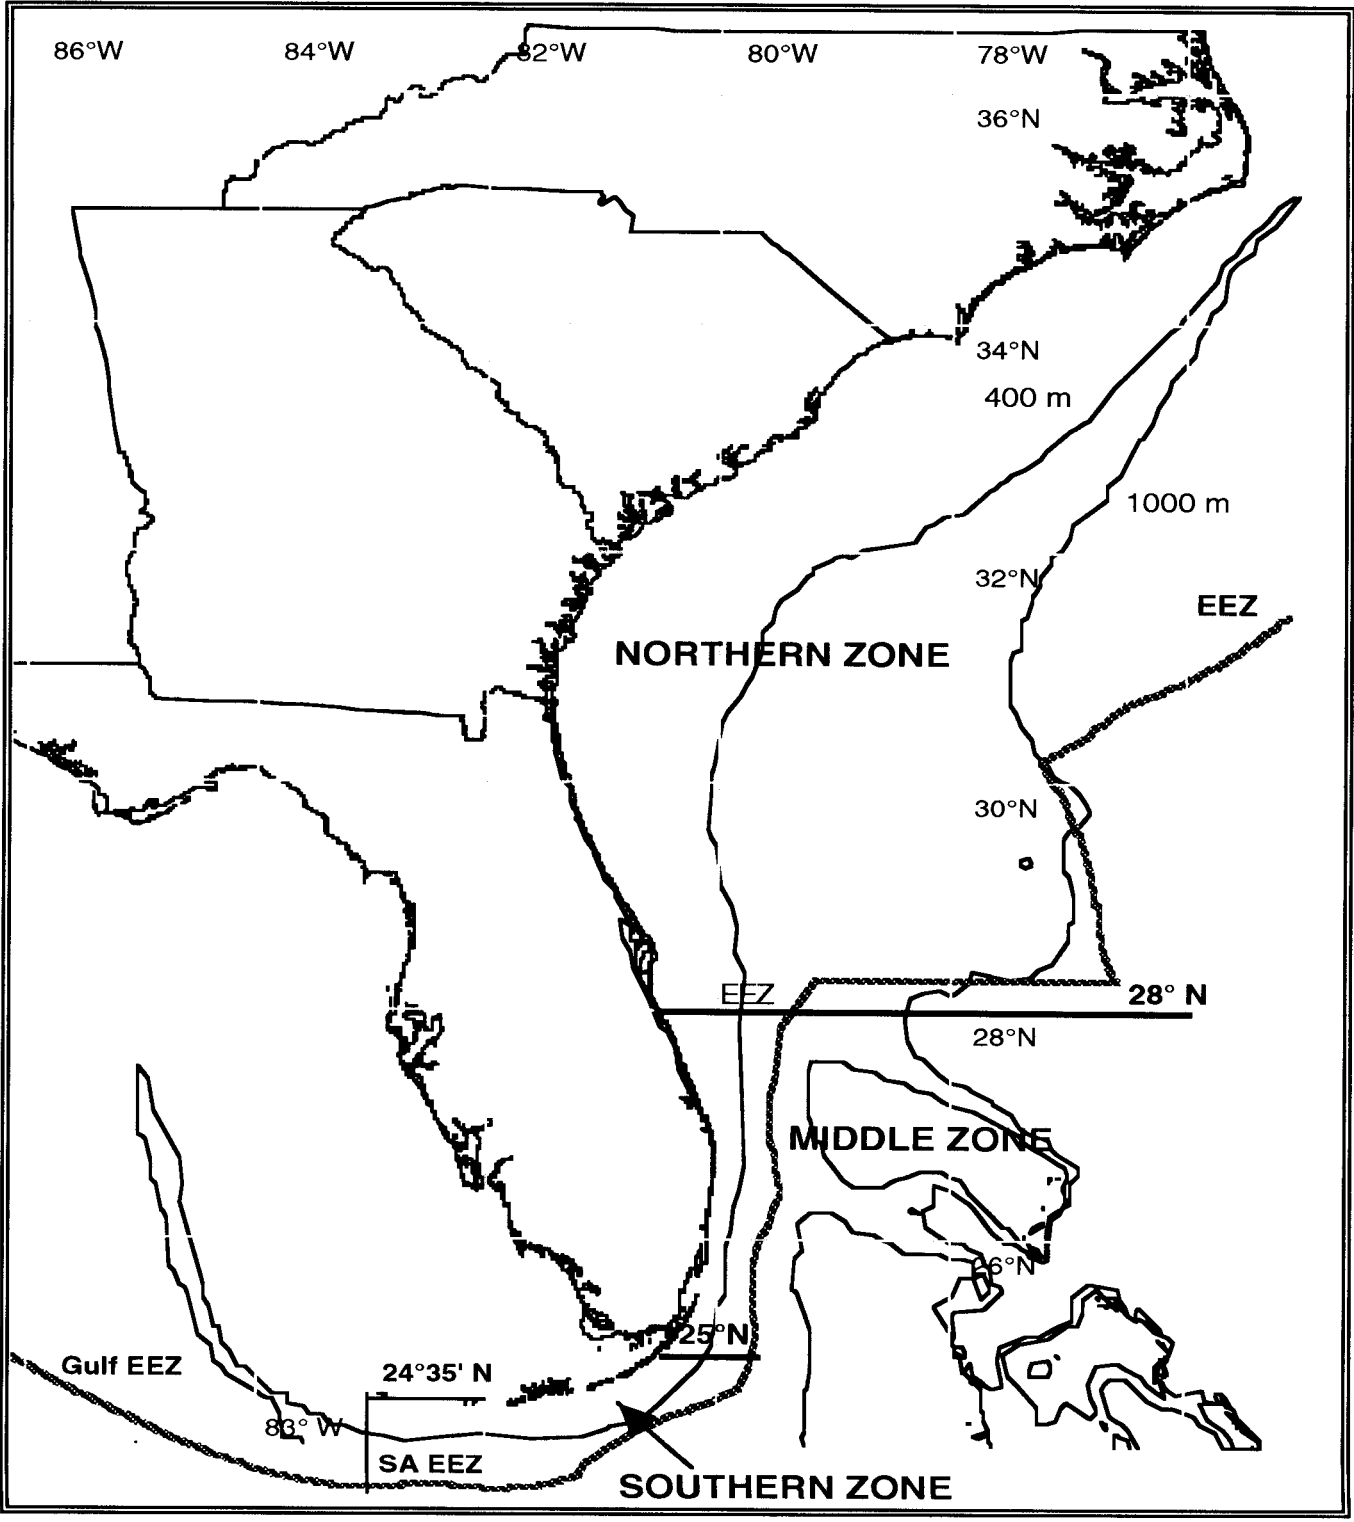 86°W 84°W 82°W 80°W 78°W
36°N
34°N
400 m
1000 m
32°N
EEZ
NORTHERN ZONE
30°N
EEZ
28° N
28°N
MIDDLE ZONE
26°N
25°N
Gulf EEZ
24°35' N
83° W
SA EEZ
SOUTHERN ZONE